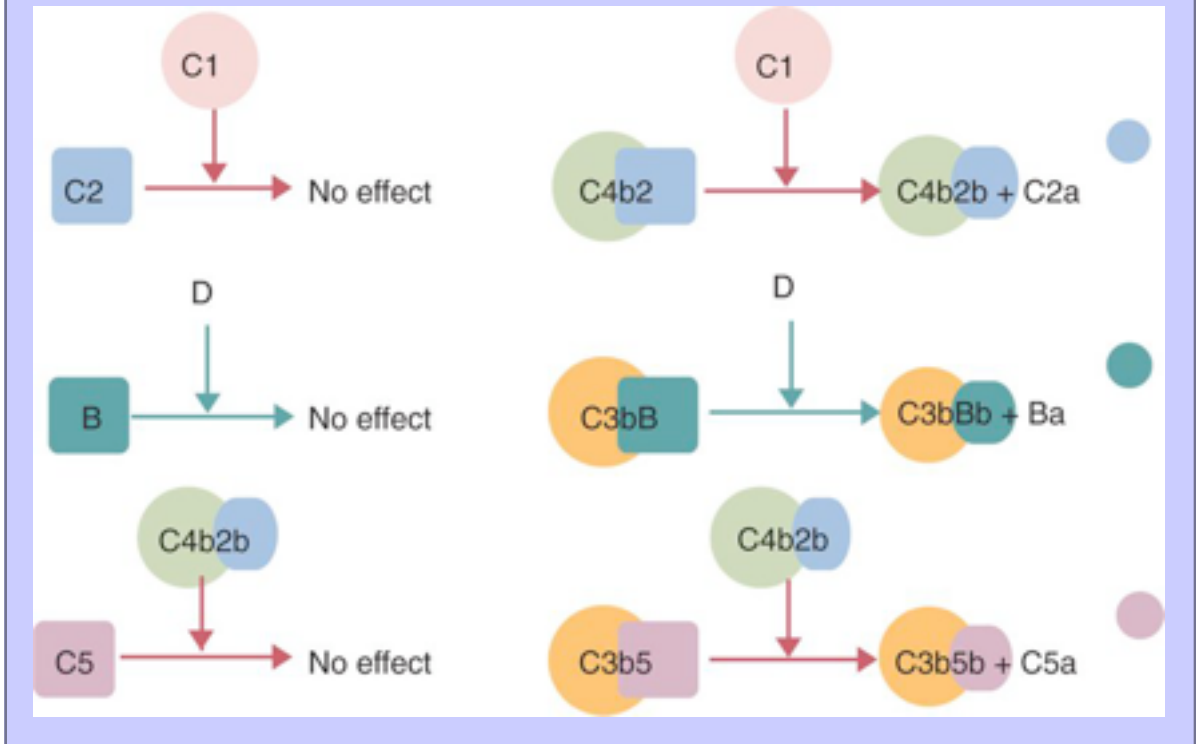 C1
C2
No effect
C1
C4b2
C4b2b + C2a
D
B
No effect
D
C3bB
C3bBb + Ba
C4b2b
C5
No effect
C4b2b
C3b5
C3b5b + C5a